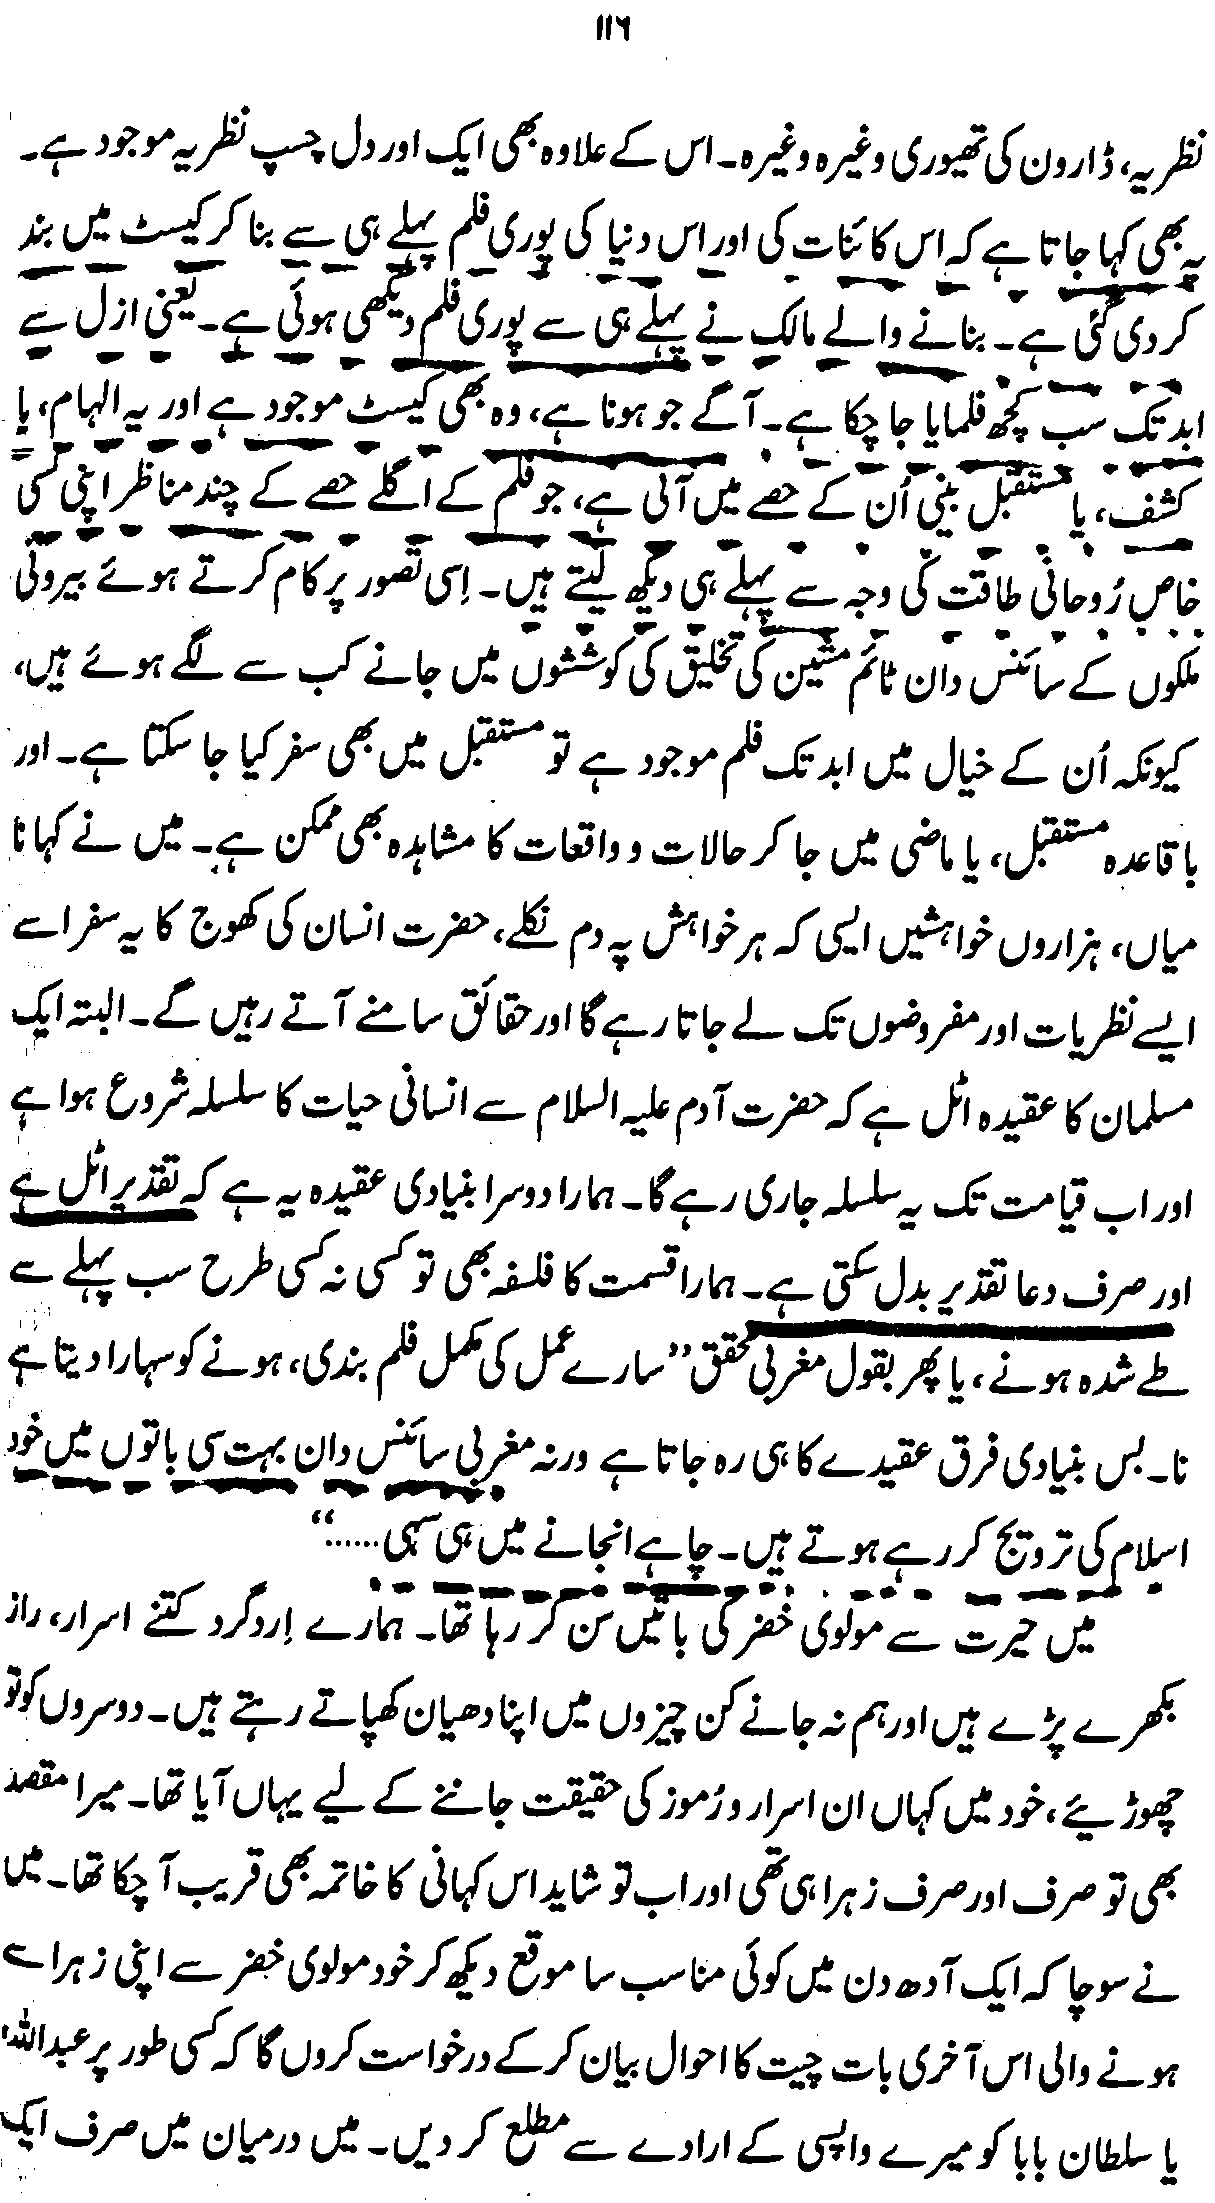 ۱۱۶
نظریہ، ڈارون کی تھیوری وغیرہ وغیرہ۔ اس کے علاوہ بھی ایک اور دل چسپ نظریہ موجود ہے۔
یہ بھی کہا جاتا ہے کہ اس کائنات کی اور اس دنیا کی پوری فلم پہلے ہی سے بنا کر کیسٹ میں بند
کر دی گئی ہے۔ بنانے والے مالک نے پہلے ہی سے پوری فلم دیکھی ہوئی ہے۔ یعنی ازل سے
ابد تک سب کچھ فلمایا جا چکا ہے۔ آگے جو ہونا ہے، وہ بھی کیسٹ موجود ہے اور یہ الہام، یا
کشف، یا مستقبل بینی اُن کے حصے میں آتی ہے، جو فلم کے اگلے حصے کے چند مناظر اپنی کسی
خاص رُوحانی طاقت کی وجہ سے پہلے ہی دیکھ لیتے ہیں۔ اِسی تصور پر کام کرتے ہوئے بیرونی
ملکوں کے سائنس دان ٹائم مشین کی تخلیق کی کوششوں میں جانے کب سے لگے ہوئے ہیں،
کیونکہ اُن کے خیال میں ابد تک فلم موجود ہے تو مستقبل میں بھی سفر کیا جا سکتا ہے۔ اور
باقاعدہ مستقبل، یا ماضی میں جا کر حالات و واقعات کا مشاہدہ بھی ممکن ہے۔ میں نے کہا نا
میاں، ہزاروں خواہشیں ایسی کہ ہر خواہش پہ دم نکلے، حضرت انسان کی کھوج کا یہ سفر اسے
ایسے نظریات اور مفروضوں تک لے جاتا رہے گا اور حقائق سامنے آتے رہیں گے۔ البتہ ایک
مسلمان کا عقیدہ اٹل ہے کہ حضرت آدم علیہ السلام سے انسانی حیات کا سلسلہ شروع ہوا ہے
اور اب قیامت تک یہ سلسلہ جاری رہے گا۔ ہمارا دوسرا بنیادی عقیدہ یہ ہے کہ تقدیر اٹل ہے
اور صرف دعا تقدیر بدل سکتی ہے۔ ہمارا قسمت کا فلسفہ بھی تو کسی نہ کسی طرح سب پہلے سے
طے شدہ ہونے، یا پھر بقول مغربی محقق ”سارے عمل کی مکمل فلم بندی، ہونے کو سہارا دیتا ہے
نا۔ بس بنیادی فرق عقیدے کا ہی رہ جاتا ہے ورنہ مغربی سائنس دان بہت سی باتوں میں خود
اسلام کی ترویج کر رہے ہوتے ہیں۔ چاہے انجانے میں ہی سہی……“
میں حیرت سے مولوی خضر کی باتیں سن کر رہا تھا۔ ہمارے اِردگرد کتنے اسرار، راز
بکھرے پڑے ہیں اور ہم نہ جانے کن چیزوں میں اپنا دھیان کھپاتے رہتے ہیں۔ دوسروں کو تو
چھوڑیئے، خود میں کہاں ان اسرار و رُموز کی حقیقت جاننے کے لیے یہاں آیا تھا۔ میرا مقصد
بھی تو صرف اور صرف زہرا ہی تھی اور اب تو شاید اس کہانی کا خاتمہ بھی قریب آ چکا تھا۔ میں
نے سوچا کہ ایک آدھ دن میں کوئی مناسب سا موقع دیکھ کر خود مولوی خضر سے اپنی زہرا سے
ہونے والی اس آخری بات چیت کا احوال بیان کر کے درخواست کروں گا کہ کسی طور پر عبداللہ،
یا سلطان بابا کو میرے واپسی کے ارادے سے مطلع کر دیں۔ میں درمیان میں صرف ایک